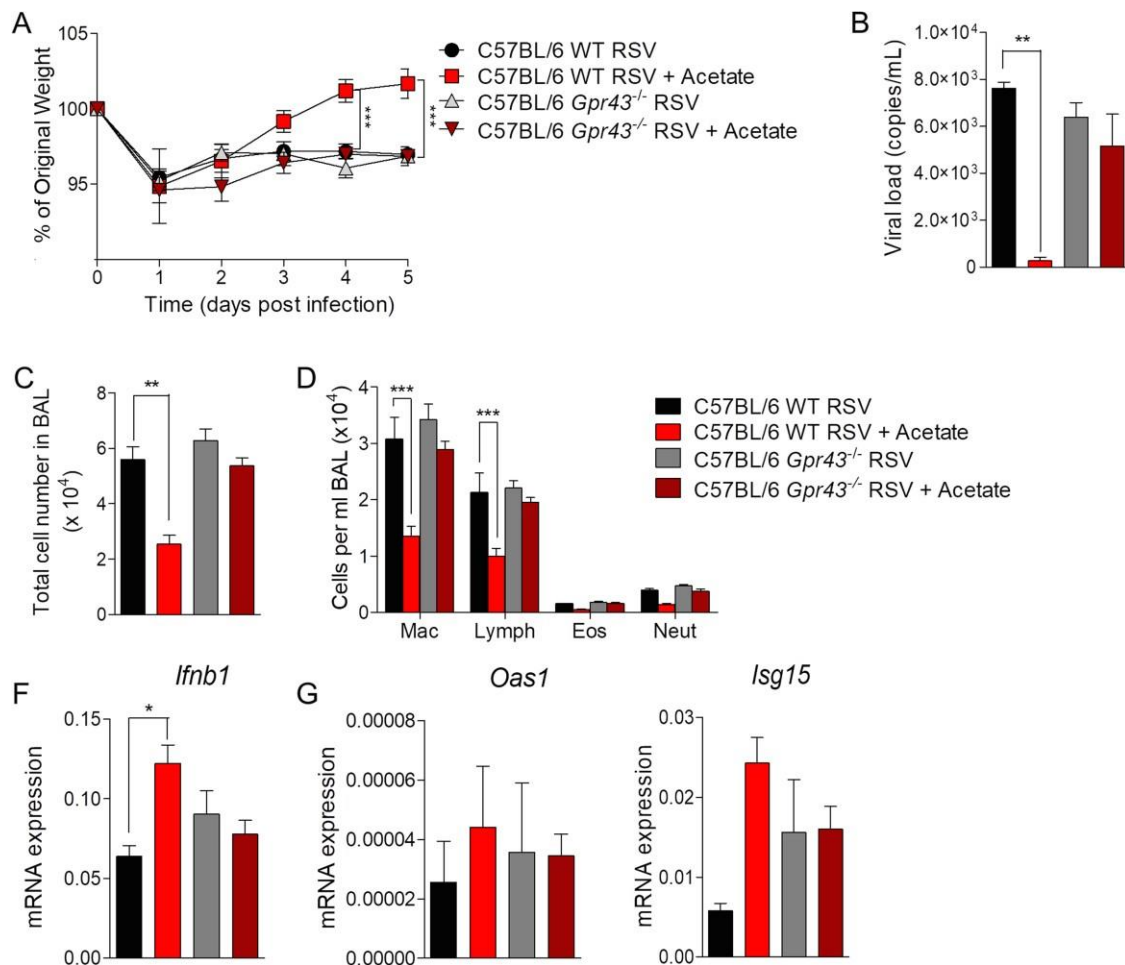 A
% of Original Weight
105
100
95
0
1
2
3
4
5
Time (days post infection)
***
***
C57BL/6 WT RSV
C57BL/6 WT RSV + Acetate
C57BL/6 Gpr43-/- RSV
C57BL/6 Gpr43-/- RSV + Acetate
B
Viral load (copies/mL)
1.0×10⁴
8.0×10³
6.0×10³
4.0×10³
2.0×10³
0
**
C
Total cell number in BAL
(x 10⁴)
8
6
4
2
0
**
D
Cells per ml BAL (x10⁴)
4
3
2
1
0
***
***
Mac Lymph Eos Neut
C57BL/6 WT RSV
C57BL/6 WT RSV + Acetate
C57BL/6 Gpr43-/- RSV
C57BL/6 Gpr43-/- RSV + Acetate
F
Ifnb1
mRNA expression
0.15
0.10
0.05
0.00
*
G
Oas1
mRNA expression
0.00008
0.00006
0.00004
0.00002
0.00000
Isg15
mRNA expression
0.03
0.02
0.01
0.00